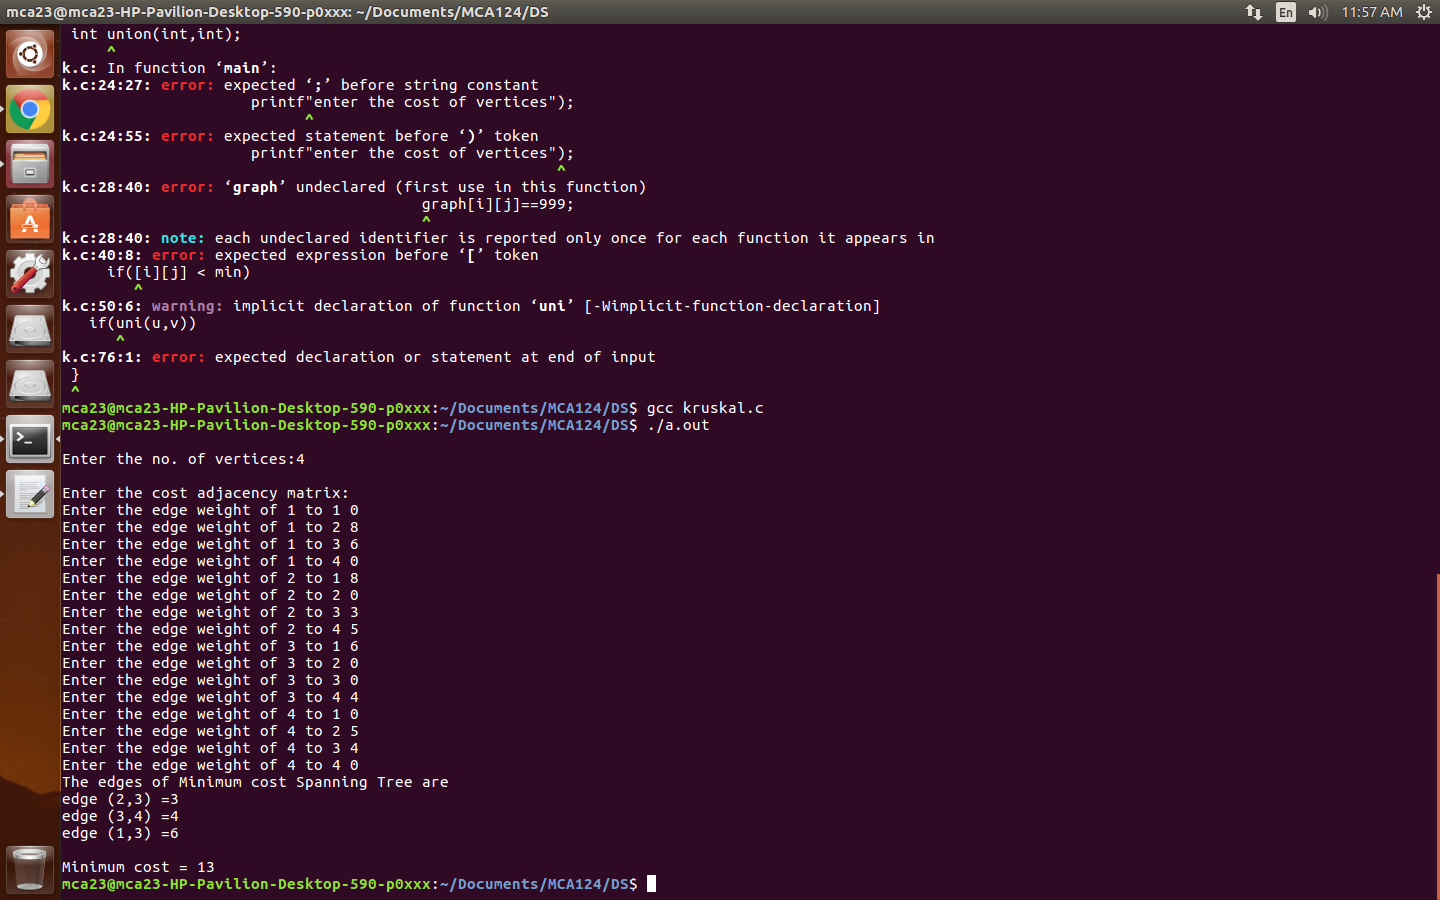 mca23@mca23-HP-Pavilion-Desktop-590-p0xxx: ~/Documents/MCA124/DS
En
11:57 AM
int union(int,int);
^
k.c: In function ‘main’:
k.c:24:27: error: expected ‘;’ before string constant
printf"enter the cost of vertices");
^
k.c:24:55: error: expected statement before ‘)’ token
printf"enter the cost of vertices");
^
k.c:28:40: error: ‘graph’ undeclared (first use in this function)
graph[i][j]==999;
^
k.c:28:40: note: each undeclared identifier is reported only once for each function it appears in
k.c:40:8: error: expected expression before ‘[’ token
if([i][j] < min)
^
k.c:50:6: warning: implicit declaration of function ‘uni’ [-Wimplicit-function-declaration]
if(uni(u,v))
^
k.c:76:1: error: expected declaration or statement at end of input
}
^
mca23@mca23-HP-Pavilion-Desktop-590-p0xxx:~/Documents/MCA124/DS$ gcc kruskal.c
mca23@mca23-HP-Pavilion-Desktop-590-p0xxx:~/Documents/MCA124/DS$ ./a.out
Enter the no. of vertices:4
Enter the cost adjacency matrix:
Enter the edge weight of 1 to 1 0
Enter the edge weight of 1 to 2 8
Enter the edge weight of 1 to 3 6
Enter the edge weight of 1 to 4 0
Enter the edge weight of 2 to 1 8
Enter the edge weight of 2 to 2 0
Enter the edge weight of 2 to 3 3
Enter the edge weight of 2 to 4 5
Enter the edge weight of 3 to 1 6
Enter the edge weight of 3 to 2 0
Enter the edge weight of 3 to 3 0
Enter the edge weight of 3 to 4 4
Enter the edge weight of 4 to 1 0
Enter the edge weight of 4 to 2 5
Enter the edge weight of 4 to 3 4
Enter the edge weight of 4 to 4 0
The edges of Minimum cost Spanning Tree are
edge (2,3) =3
edge (3,4) =4
edge (1,3) =6
Minimum cost = 13
mca23@mca23-HP-Pavilion-Desktop-590-p0xxx:~/Documents/MCA124/DS$